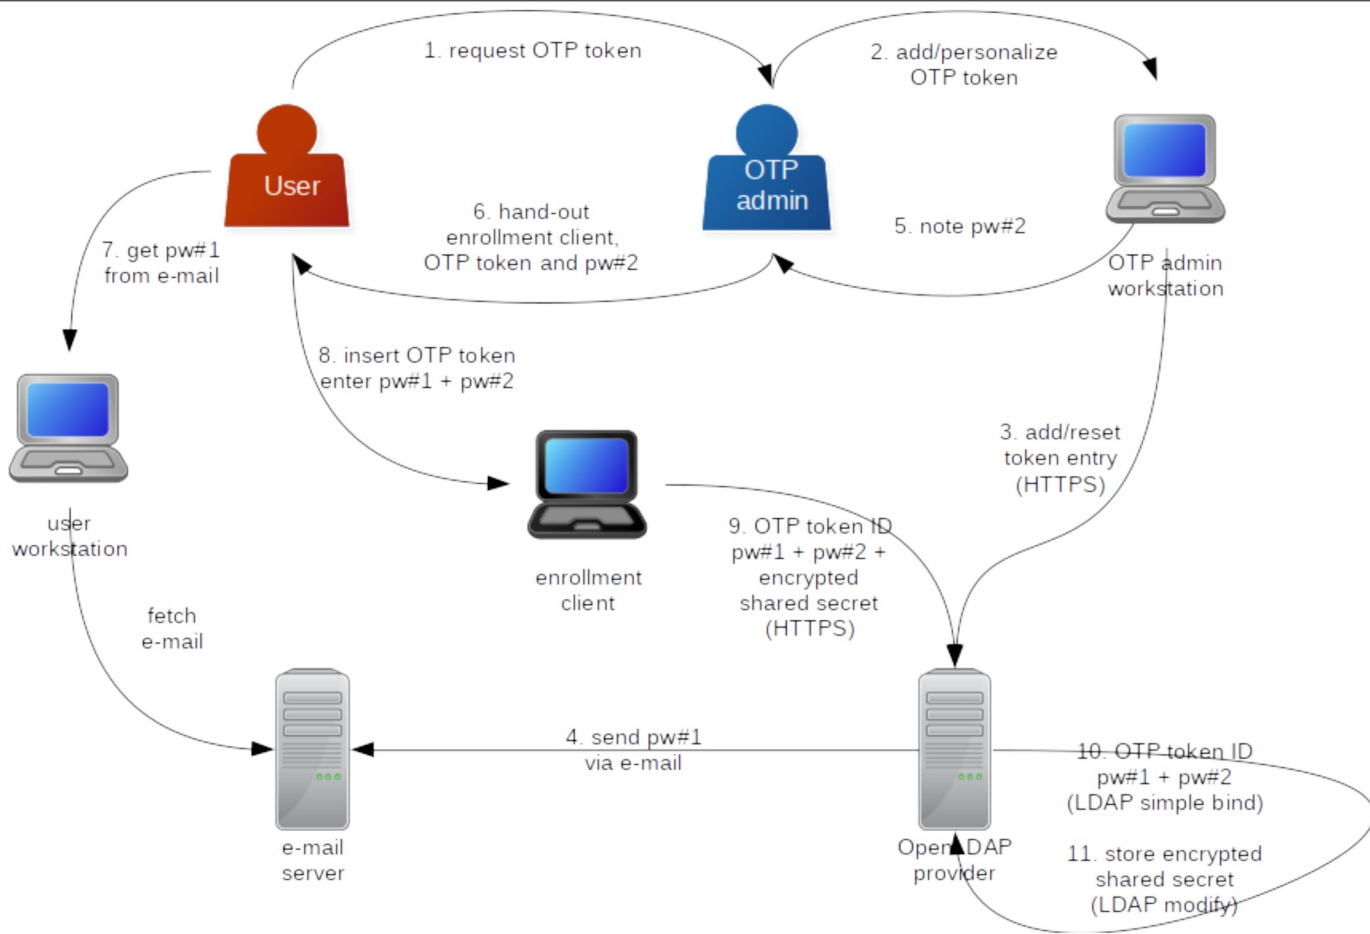 1. request OTP token
2. add/personalize
OTP token
User
OTP
admin
7. get pw#1
from e-mail
6. hand-out
enrollment client,
OTP token and pw#2
5. note pw#2
OTP admin
workstation
8. insert OTP token
enter pw#1 + pw#2
3. add/reset
token entry
(HTTPS)
user
workstation
enrollment
client
9. OTP token ID
pw#1 + pw#2 +
encrypted
shared secret
(HTTPS)
fetch
e-mail
4. send pw#1
via e-mail
10. OTP token ID
pw#1 + pw#2
(LDAP simple bind)
e-mail
server
OpenLDAP
provider
11. store encrypted
shared secret
(LDAP modify)